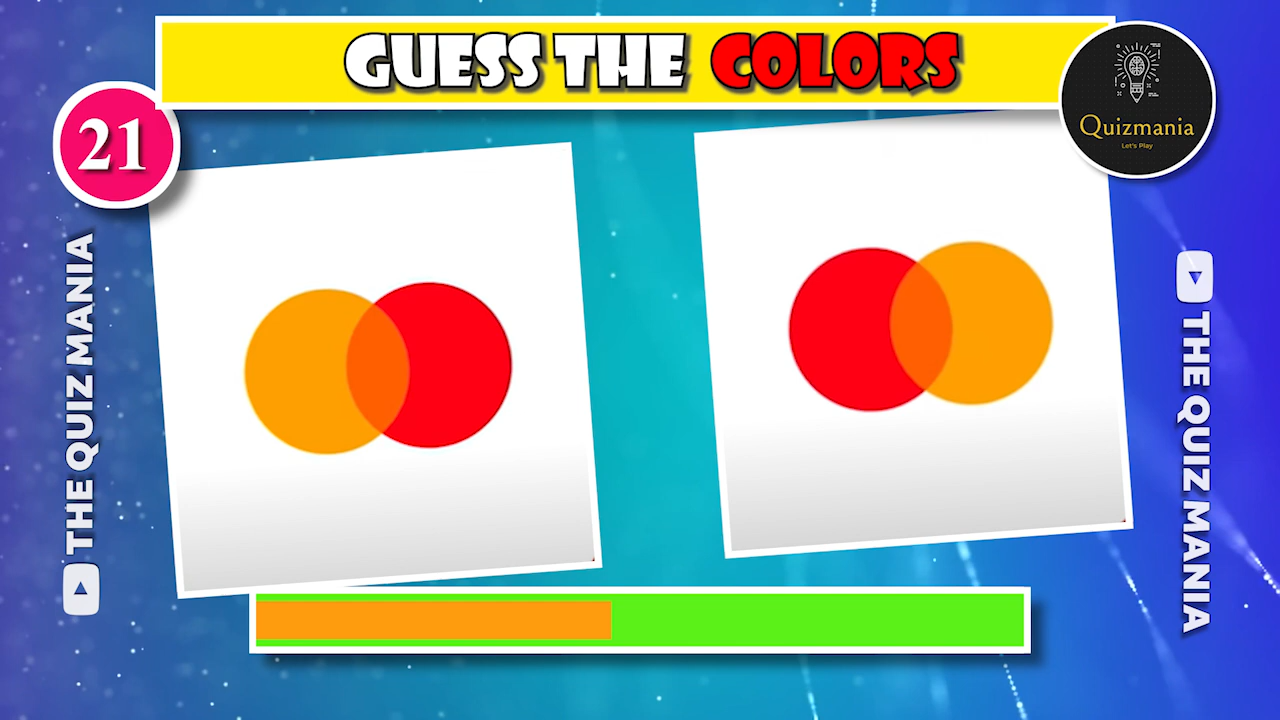 GUESS THE COLORS
21
Quizmania
Let's Play
THE QUIZ MANIA
THE QUIZ MANIA